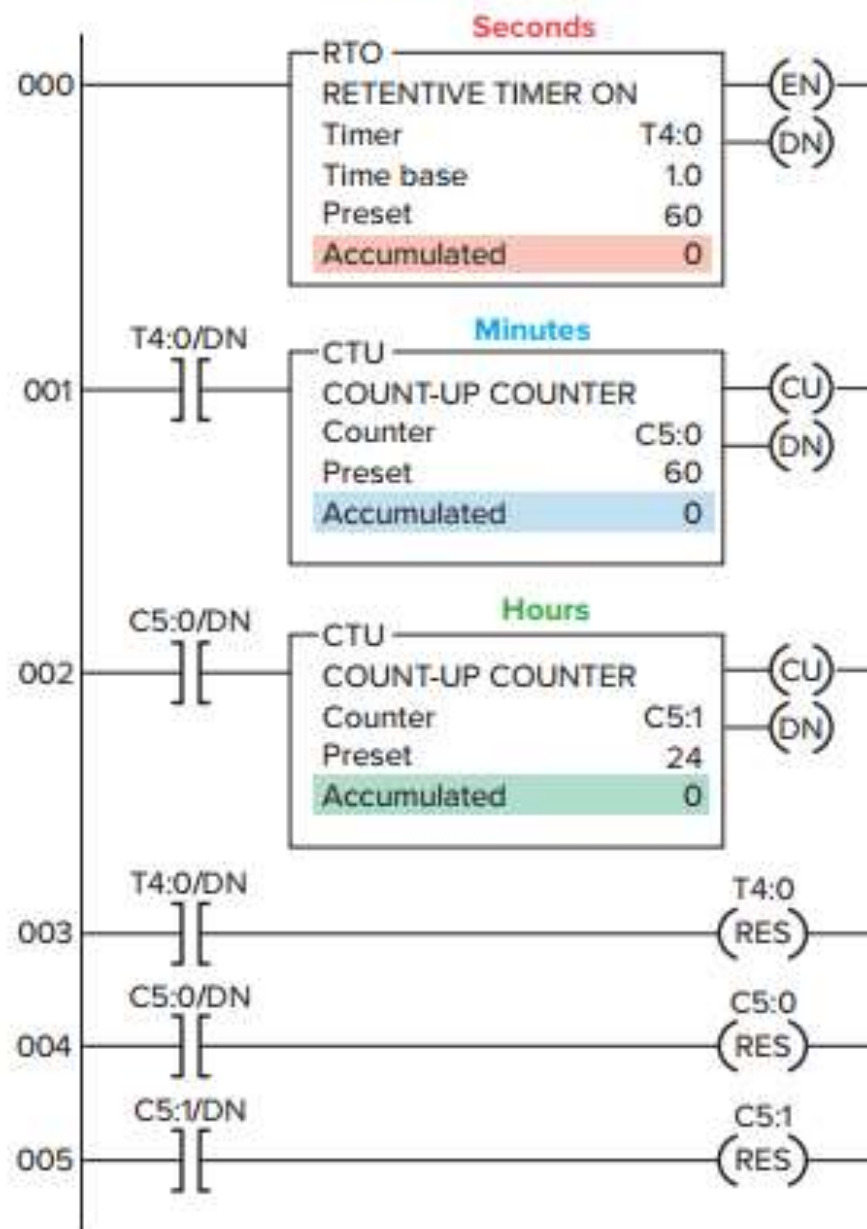 Seconds
RTO
000
RETENTIVE TIMER ON
EN
Timer T4:0
DN
Time base 1.0
Preset 60
Accumulated 0
Minutes
T4:0/DN
CTU
001
COUNT-UP COUNTER
CU
Counter C5:0
DN
Preset 60
Accumulated 0
Hours
C5:0/DN
CTU
002
COUNT-UP COUNTER
CU
Counter C5:1
DN
Preset 24
Accumulated 0
T4:0/DN T4:0
003 RES
C5:0/DN C5:0
004 RES
C5:1/DN C5:1
005 RES